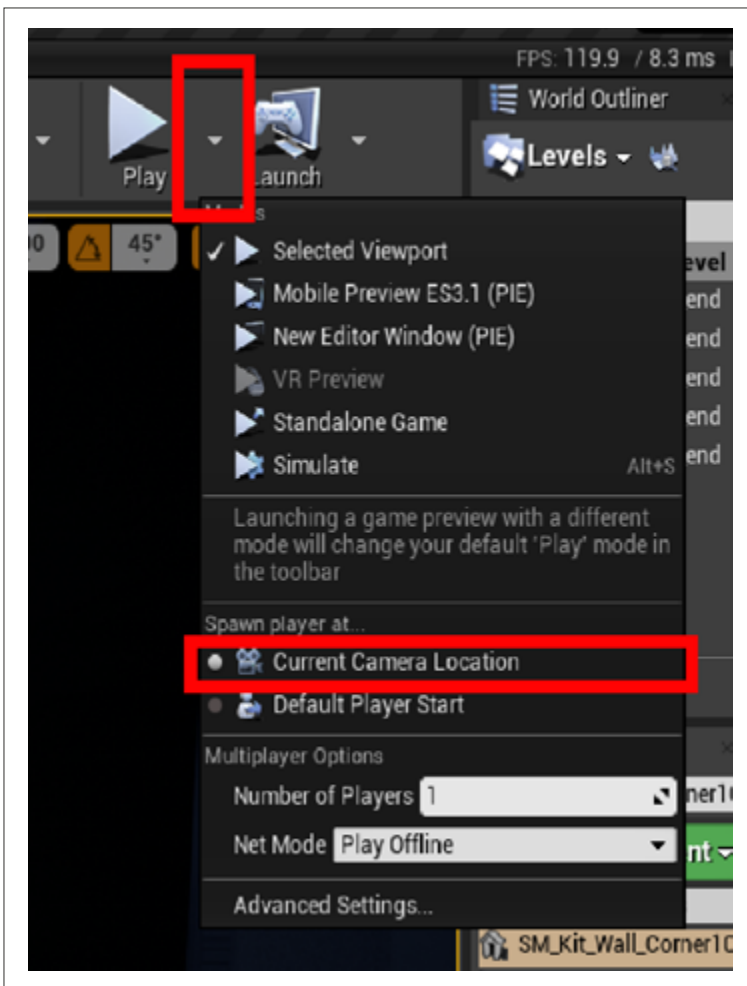 FPS: 119.9 / 8.3 ms
World Outliner
Play
Launch
Levels
45°
Selected Viewport
Mobile Preview ES3.1 (PIE)
New Editor Window (PIE)
VR Preview
Standalone Game
Simulate Alt+S
Launching a game preview with a different
mode will change your default 'Play' mode in
the toolbar
Spawn player at...
Current Camera Location
Default Player Start
Multiplayer Options
Number of Players 1
Net Mode Play Offline
Advanced Settings...
SM_Kit_Wall_Corner10